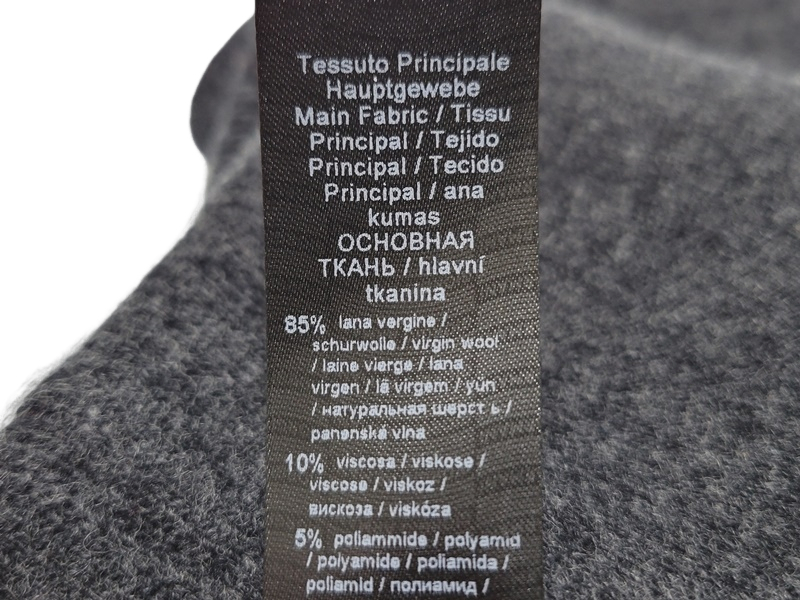 Tessuto Principale
Hauptgewebe
Main Fabric / Tissu
Principal / Tejido
Principal / Tecido
Principal / ana
kumas
ОСНОВНАЯ
ТКАНЬ / hlavní
tkanina
85% lana vergine /
schurwolle / virgin wool
/ laine vierge / lana
virgen / lã virgem / yün
/ натуральная шерсть /
panenská vlna
10% viscosa / viskose /
viscose / viskoz /
вискоза / viskóza
5% poliammide / polyamid
/ polyamide / poliamida /
poliamid / полиамид /